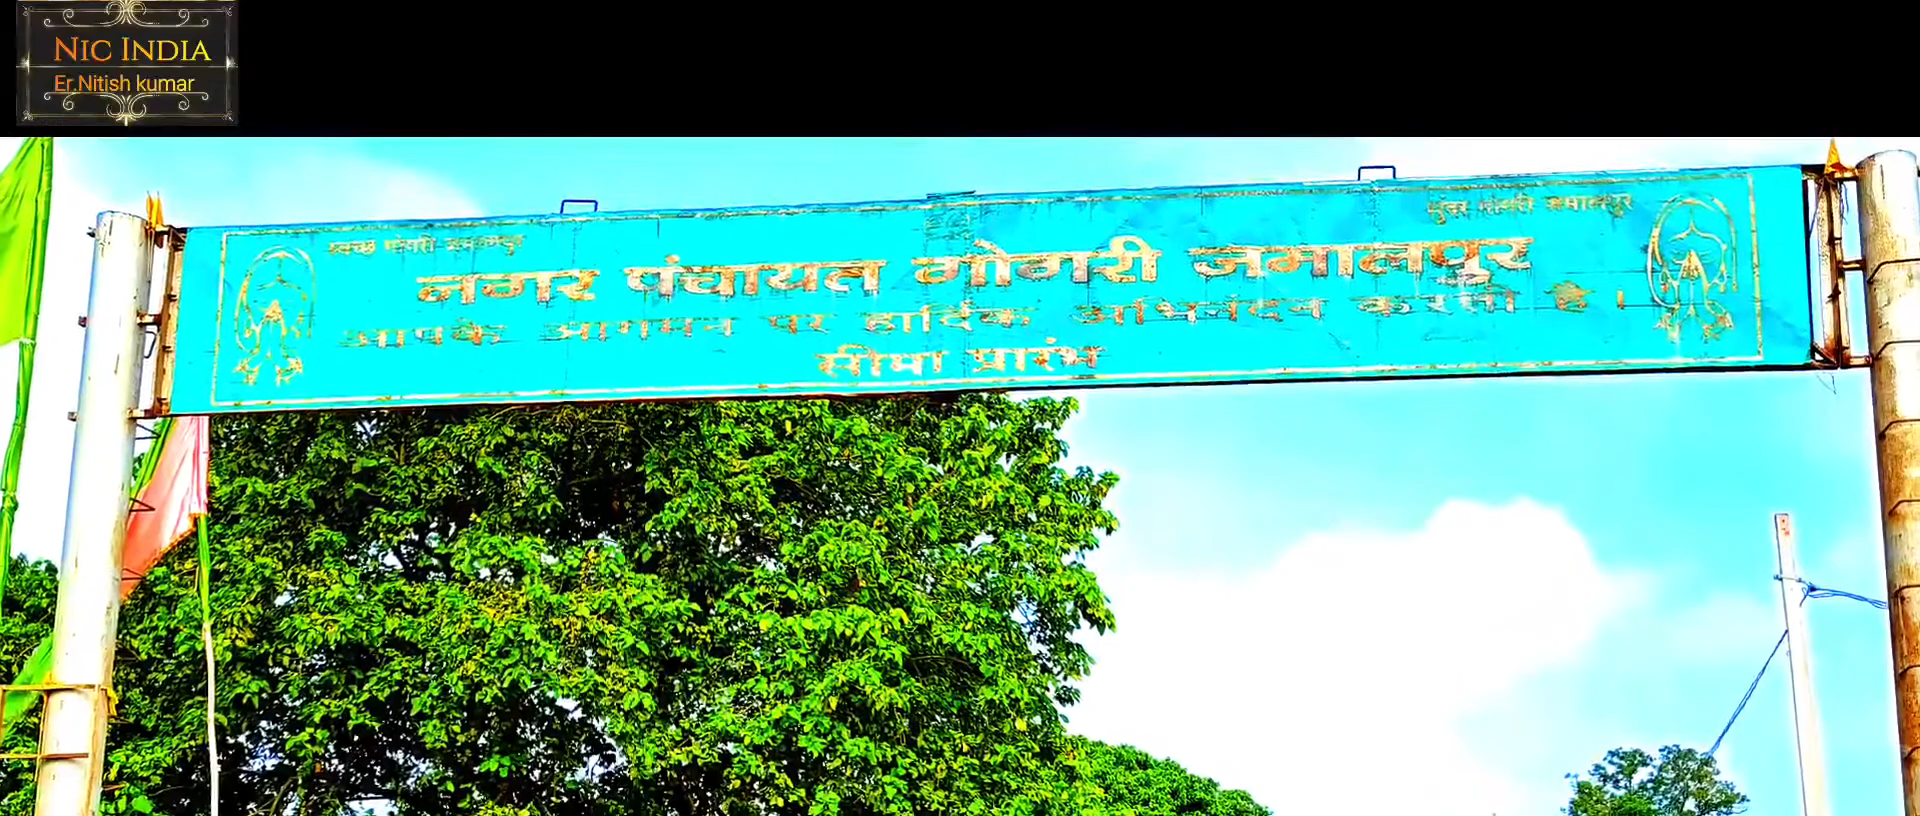 NIC INDIA
Er.Nitish kumar
स्वच्छ गोगरी जमालपुर
सुंदर गोगरी जमालपुर
नगर पंचायत गोगरी जमालपुर
आपके आगमन पर हार्दिक अभिनंदन करती है।
सीमा प्रारंभ